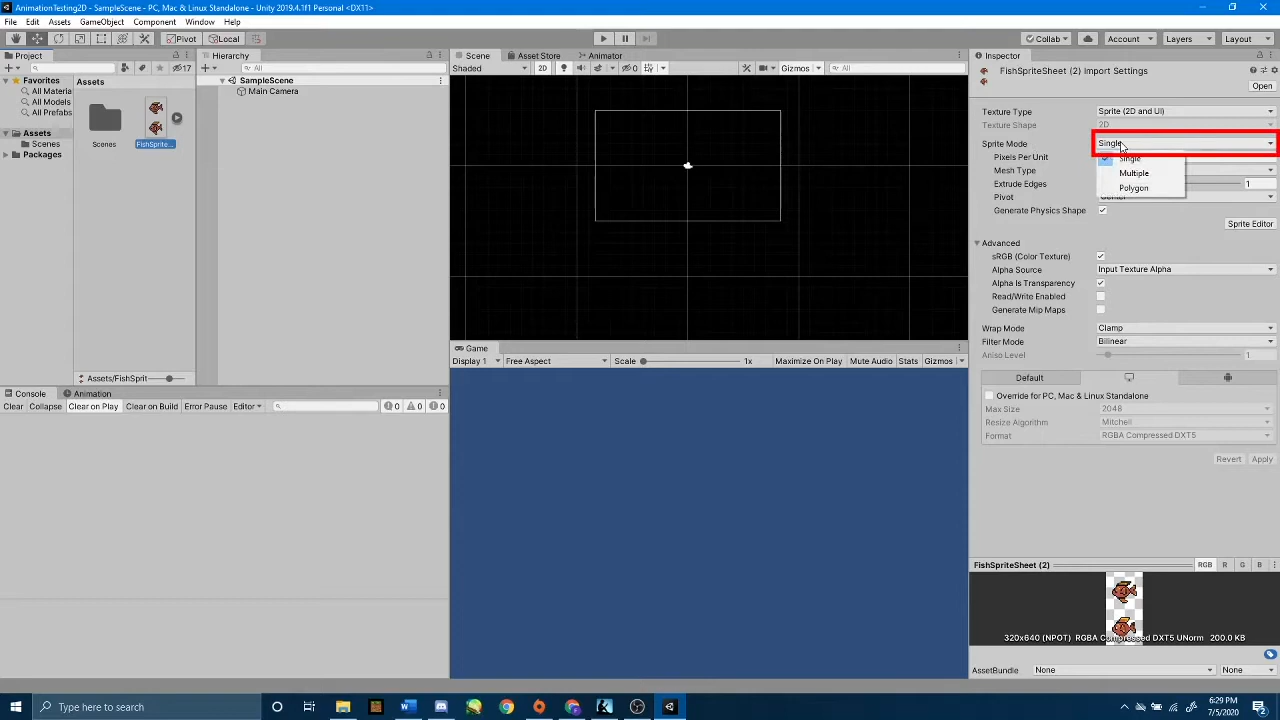 AnimationTesting2D - SampleScene - PC, Mac & Linux Standalone - Unity 2019.4.1f1 Personal <DX11>
File Edit Assets GameObject Component Window Help
Pivot Local Collab Account Layers Layout
Project
17
Favorites
All Materia
All Models
All Prefabs
Assets
Scenes
Packages
Assets
Scenes
FishSprite...
Assets/FishSprit
Hierarchy
All
SampleScene
Main Camera
Scene Asset Store Animator
Shaded 2D 0 Gizmos All
Game
Display 1 Free Aspect Scale 1x Maximize On Play Mute Audio Stats Gizmos
Console Animation
Clear Collapse Clear on Play Clear on Build Error Pause Editor 0 0 0
Inspector
FishSpriteSheet (2) Import Settings
Open
Texture Type Sprite (2D and UI)
Texture Shape 2D
Sprite Mode Single
Single
Multiple
Polygon
Pixels Per Unit
Mesh Type
Extrude Edges 1
Pivot Center
Generate Physics Shape
Sprite Editor
Advanced
sRGB (Color Texture)
Alpha Source Input Texture Alpha
Alpha Is Transparency
Read/Write Enabled
Generate Mip Maps
Wrap Mode Clamp
Filter Mode Bilinear
Aniso Level 1
Default
Override for PC, Mac & Linux Standalone
Max Size 2048
Resize Algorithm Mitchell
Format RGBA Compressed DXT5
Revert Apply
FishSpriteSheet (2) RGB R G B
320x640 (NPOT) RGBA Compressed DXT5 UNorm 200.0 KB
AssetBundle None None
Type here to search
6:29 PM
7/5/2020